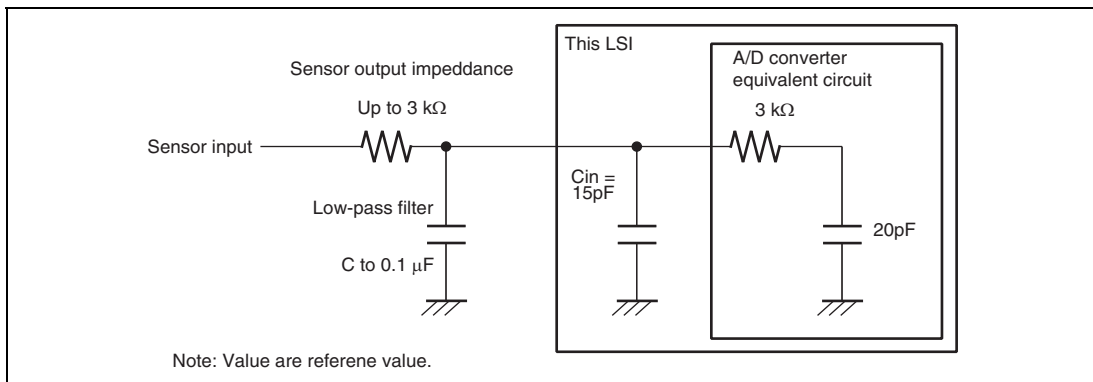 This LSI
A/D converter
equivalent circuit
3 kΩ
Sensor output impeddance
Up to 3 kΩ
Sensor input
Cin =
15pF
Low-pass filter
C to 0.1 μF
20pF
Note: Value are referene value.